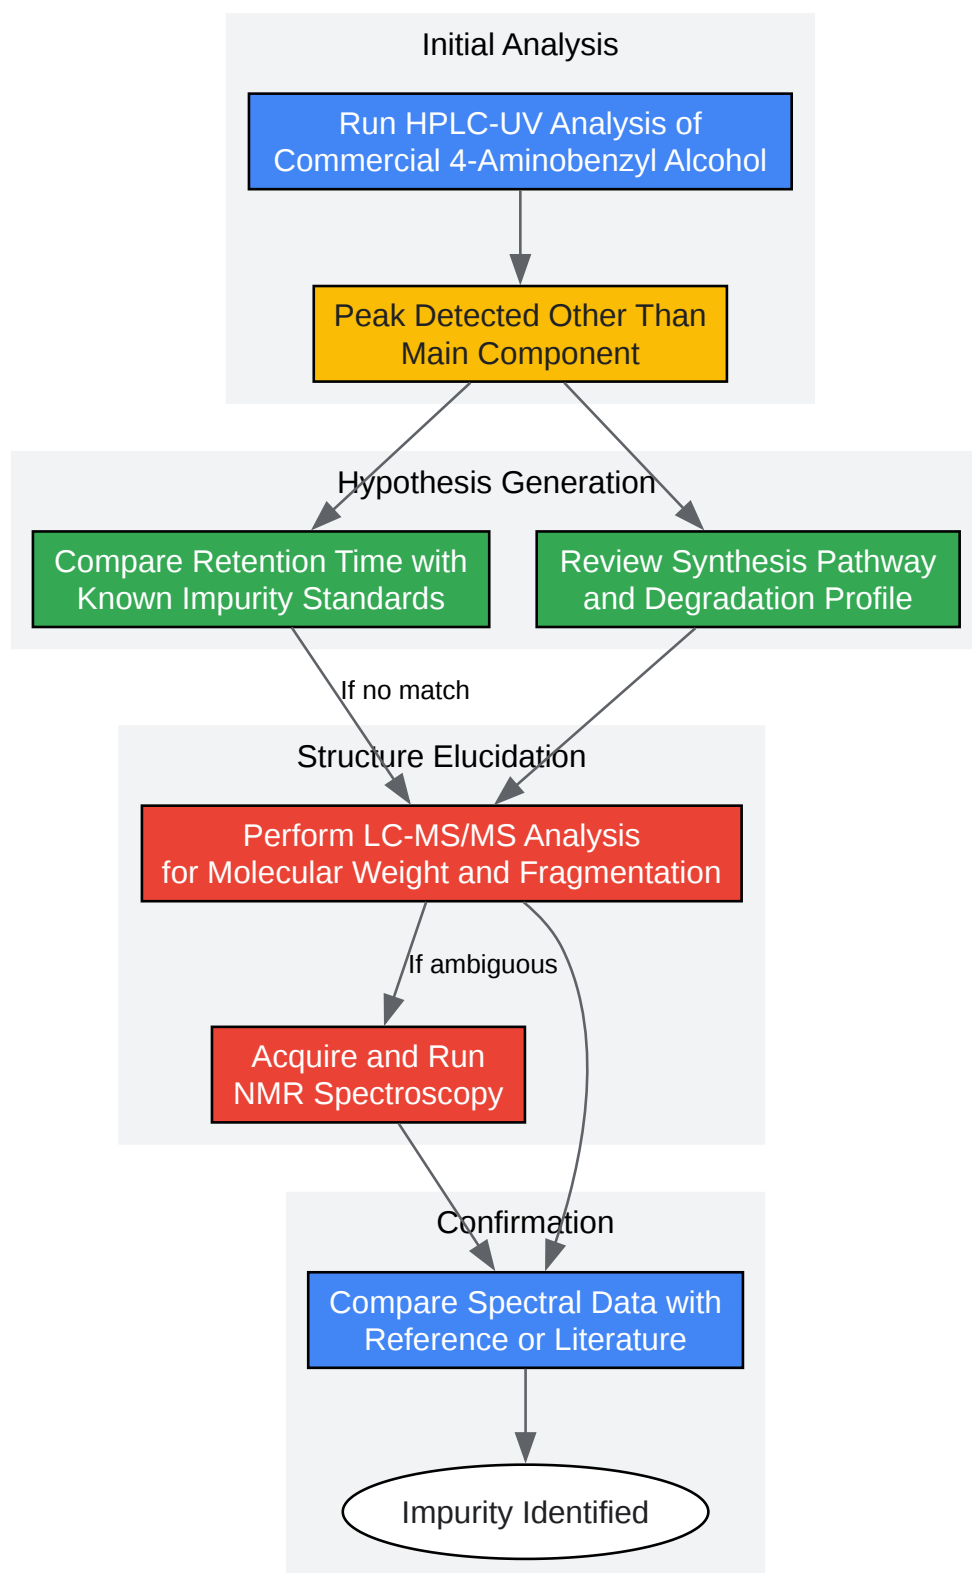 Initial Analysis
Run HPLC-UV Analysis of
Commercial 4-Aminobenzyl Alcohol
Peak Detected Other Than
Main Component
Hypothesis Generation
Compare Retention Time with
Known Impurity Standards
Review Synthesis Pathway
and Degradation Profile
If no match
Structure Elucidation
Perform LC-MS/MS Analysis
for Molecular Weight and Fragmentation
If ambiguous
Acquire and Run
NMR Spectroscopy
Confirmation
Compare Spectral Data with
Reference or Literature
Impurity Identified